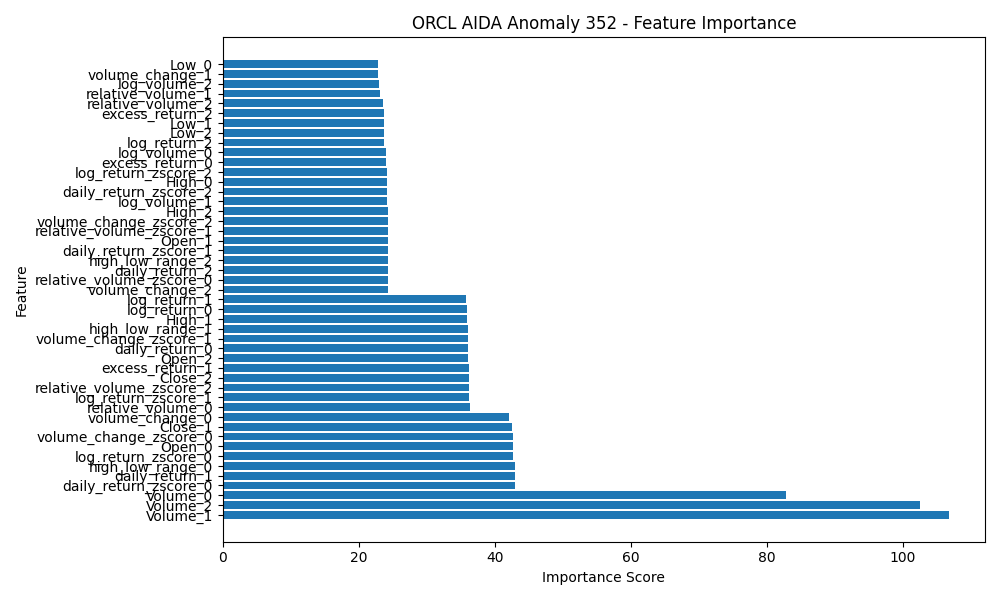 ORCL AIDA Anomaly 352 - Feature Importance
Low_0
volume_change_1
log_volume_2
relative_volume_1
relative_volume_2
excess_return_2
Low_1
Low_2
log_return_2
log_volume_0
excess_return_0
log_return_zscore_2
High_0
daily_return_zscore_2
log_volume_1
High_2
volume_change_zscore_2
relative_volume_zscore_1
Open_1
daily_return_zscore_1
high_low_range_2
daily_return_2
relative_volume_zscore_0
volume_change_2
log_return_1
log_return_0
High_1
high_low_range_1
volume_change_zscore_1
daily_return_0
Open_2
excess_return_1
Close_2
relative_volume_zscore_2
log_return_zscore_1
relative_volume_0
volume_change_0
Close_1
volume_change_zscore_0
Open_0
log_return_zscore_0
high_low_range_0
daily_return_1
daily_return_zscore_0
Volume_0
Volume_2
Volume_1
Feature
0 20 40 60 80 100
Importance Score